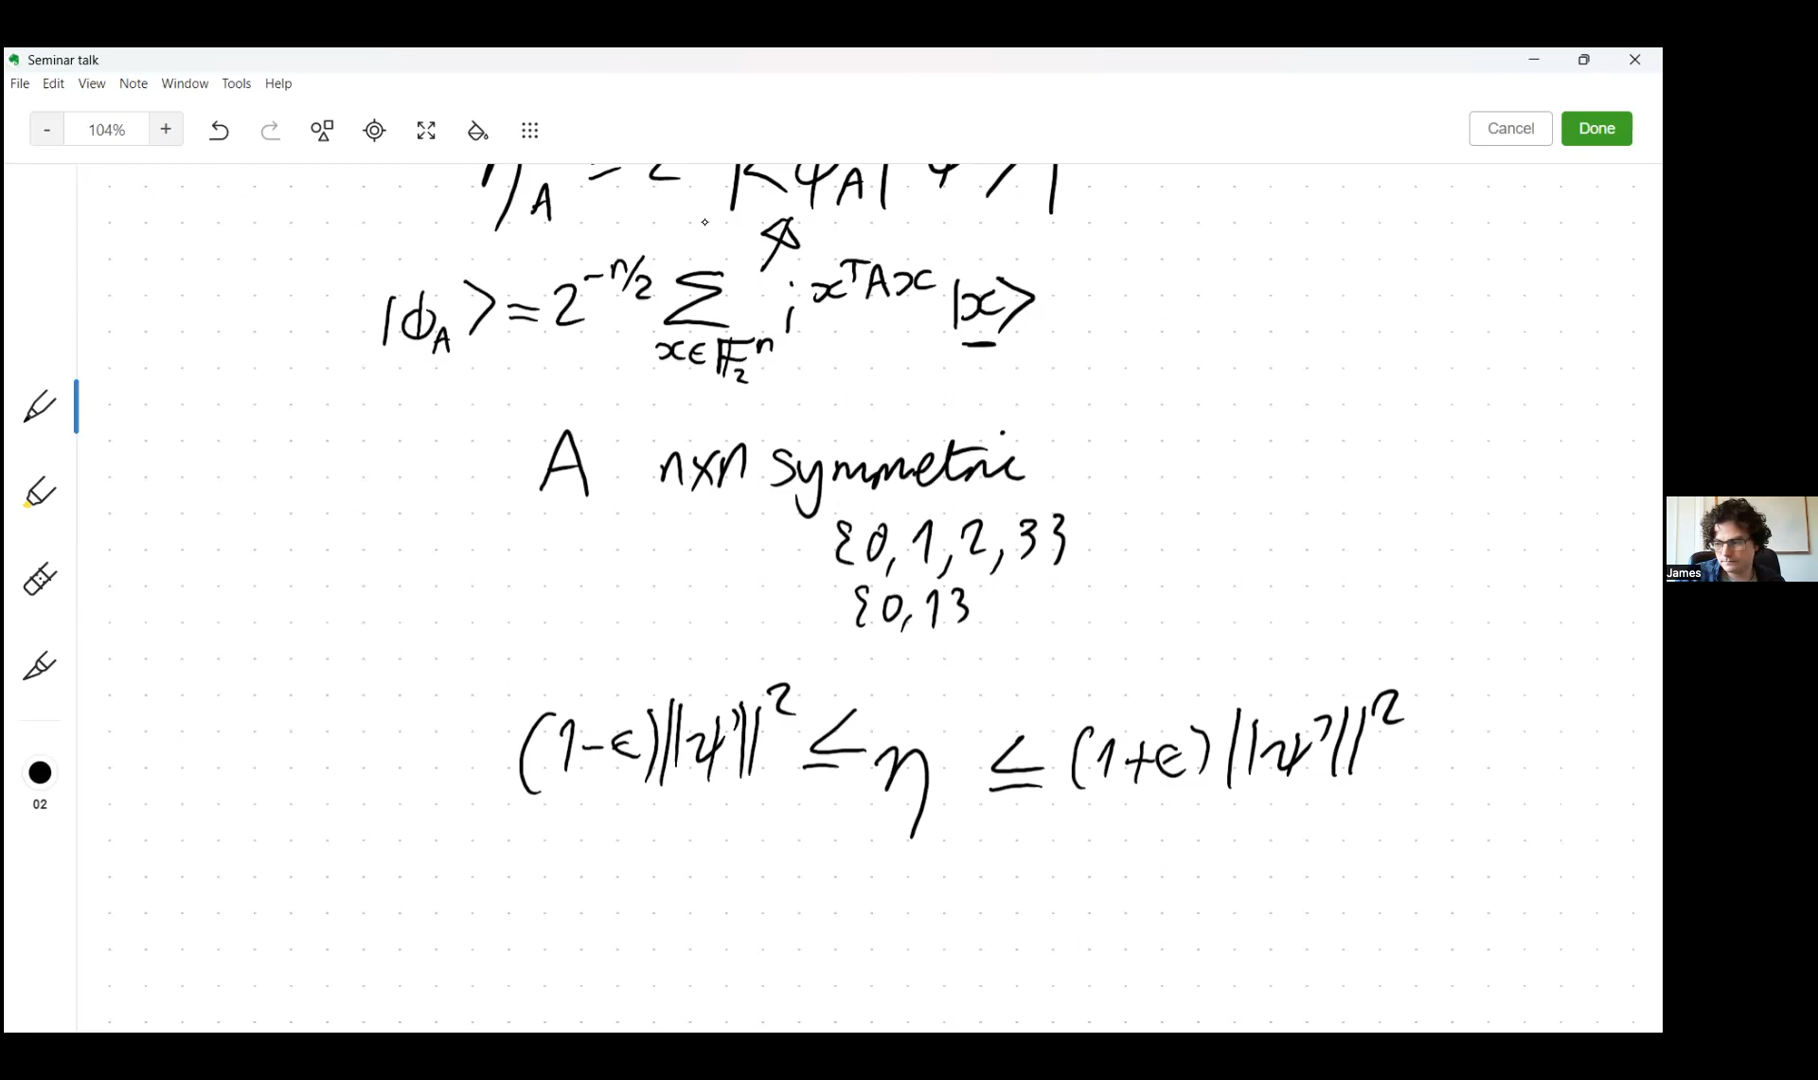 Seminar talk
File Edit View Note Window Tools Help
- 104% + Cancel Done
|ϕ_A⟩ = 2^{-n/2} ∑_{x∈𝔽_2^n} i^{x^T A x} |x⟩
A n×n symmetric
{0, 1, 2, 3}
{0, 1}
(1-ϵ)||ψ||² ≤ η ≤ (1+ϵ)||ψ||²
James
02